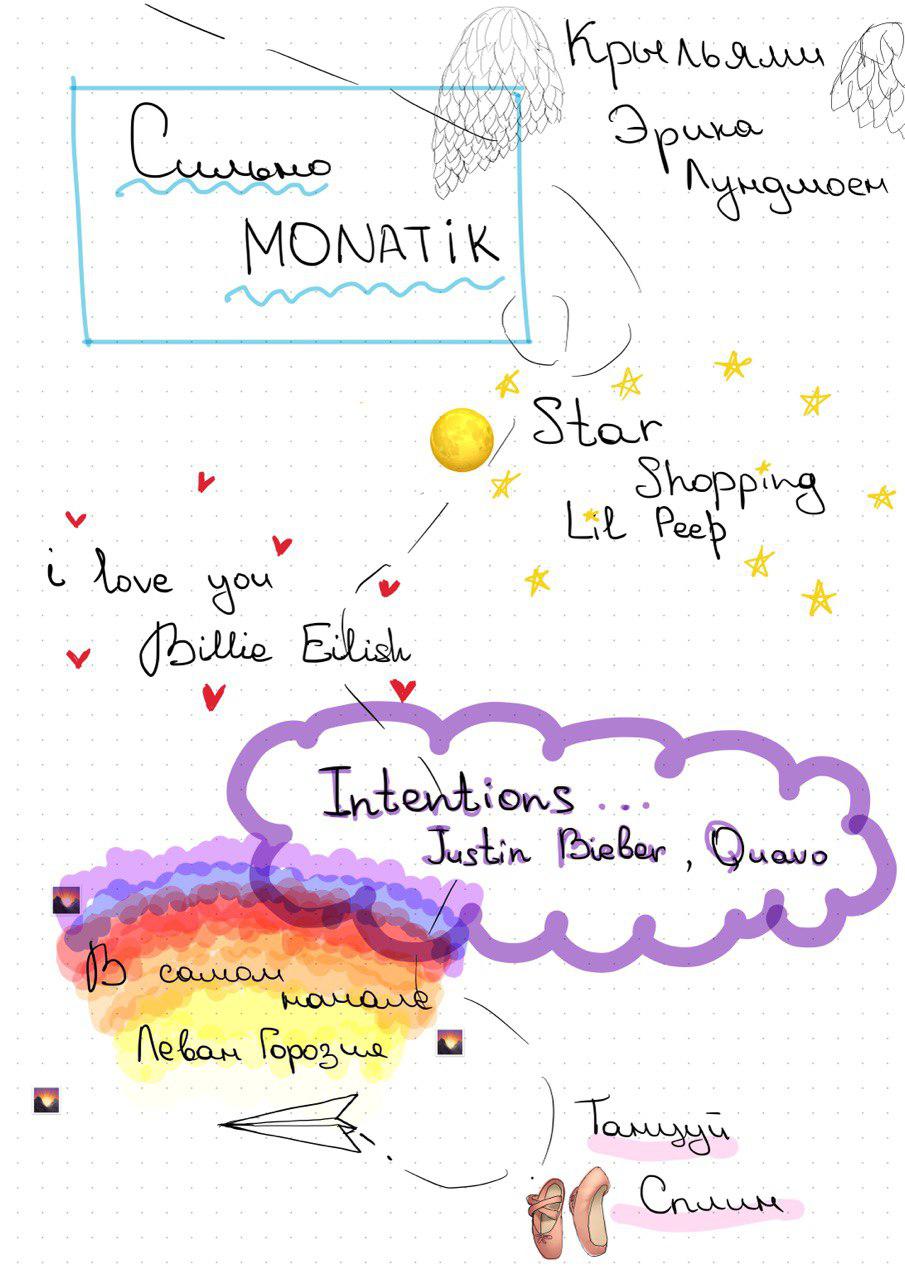 Крыльями
Эрика
Лундмоен
Сильно
MONATiK
Star
Shopping
Lil Peep
i love you
Billie Eilish
Intentions ...
Justin Bieber, Quavo
В самом
начале
Леван Горозия
Танцуй
Сплин